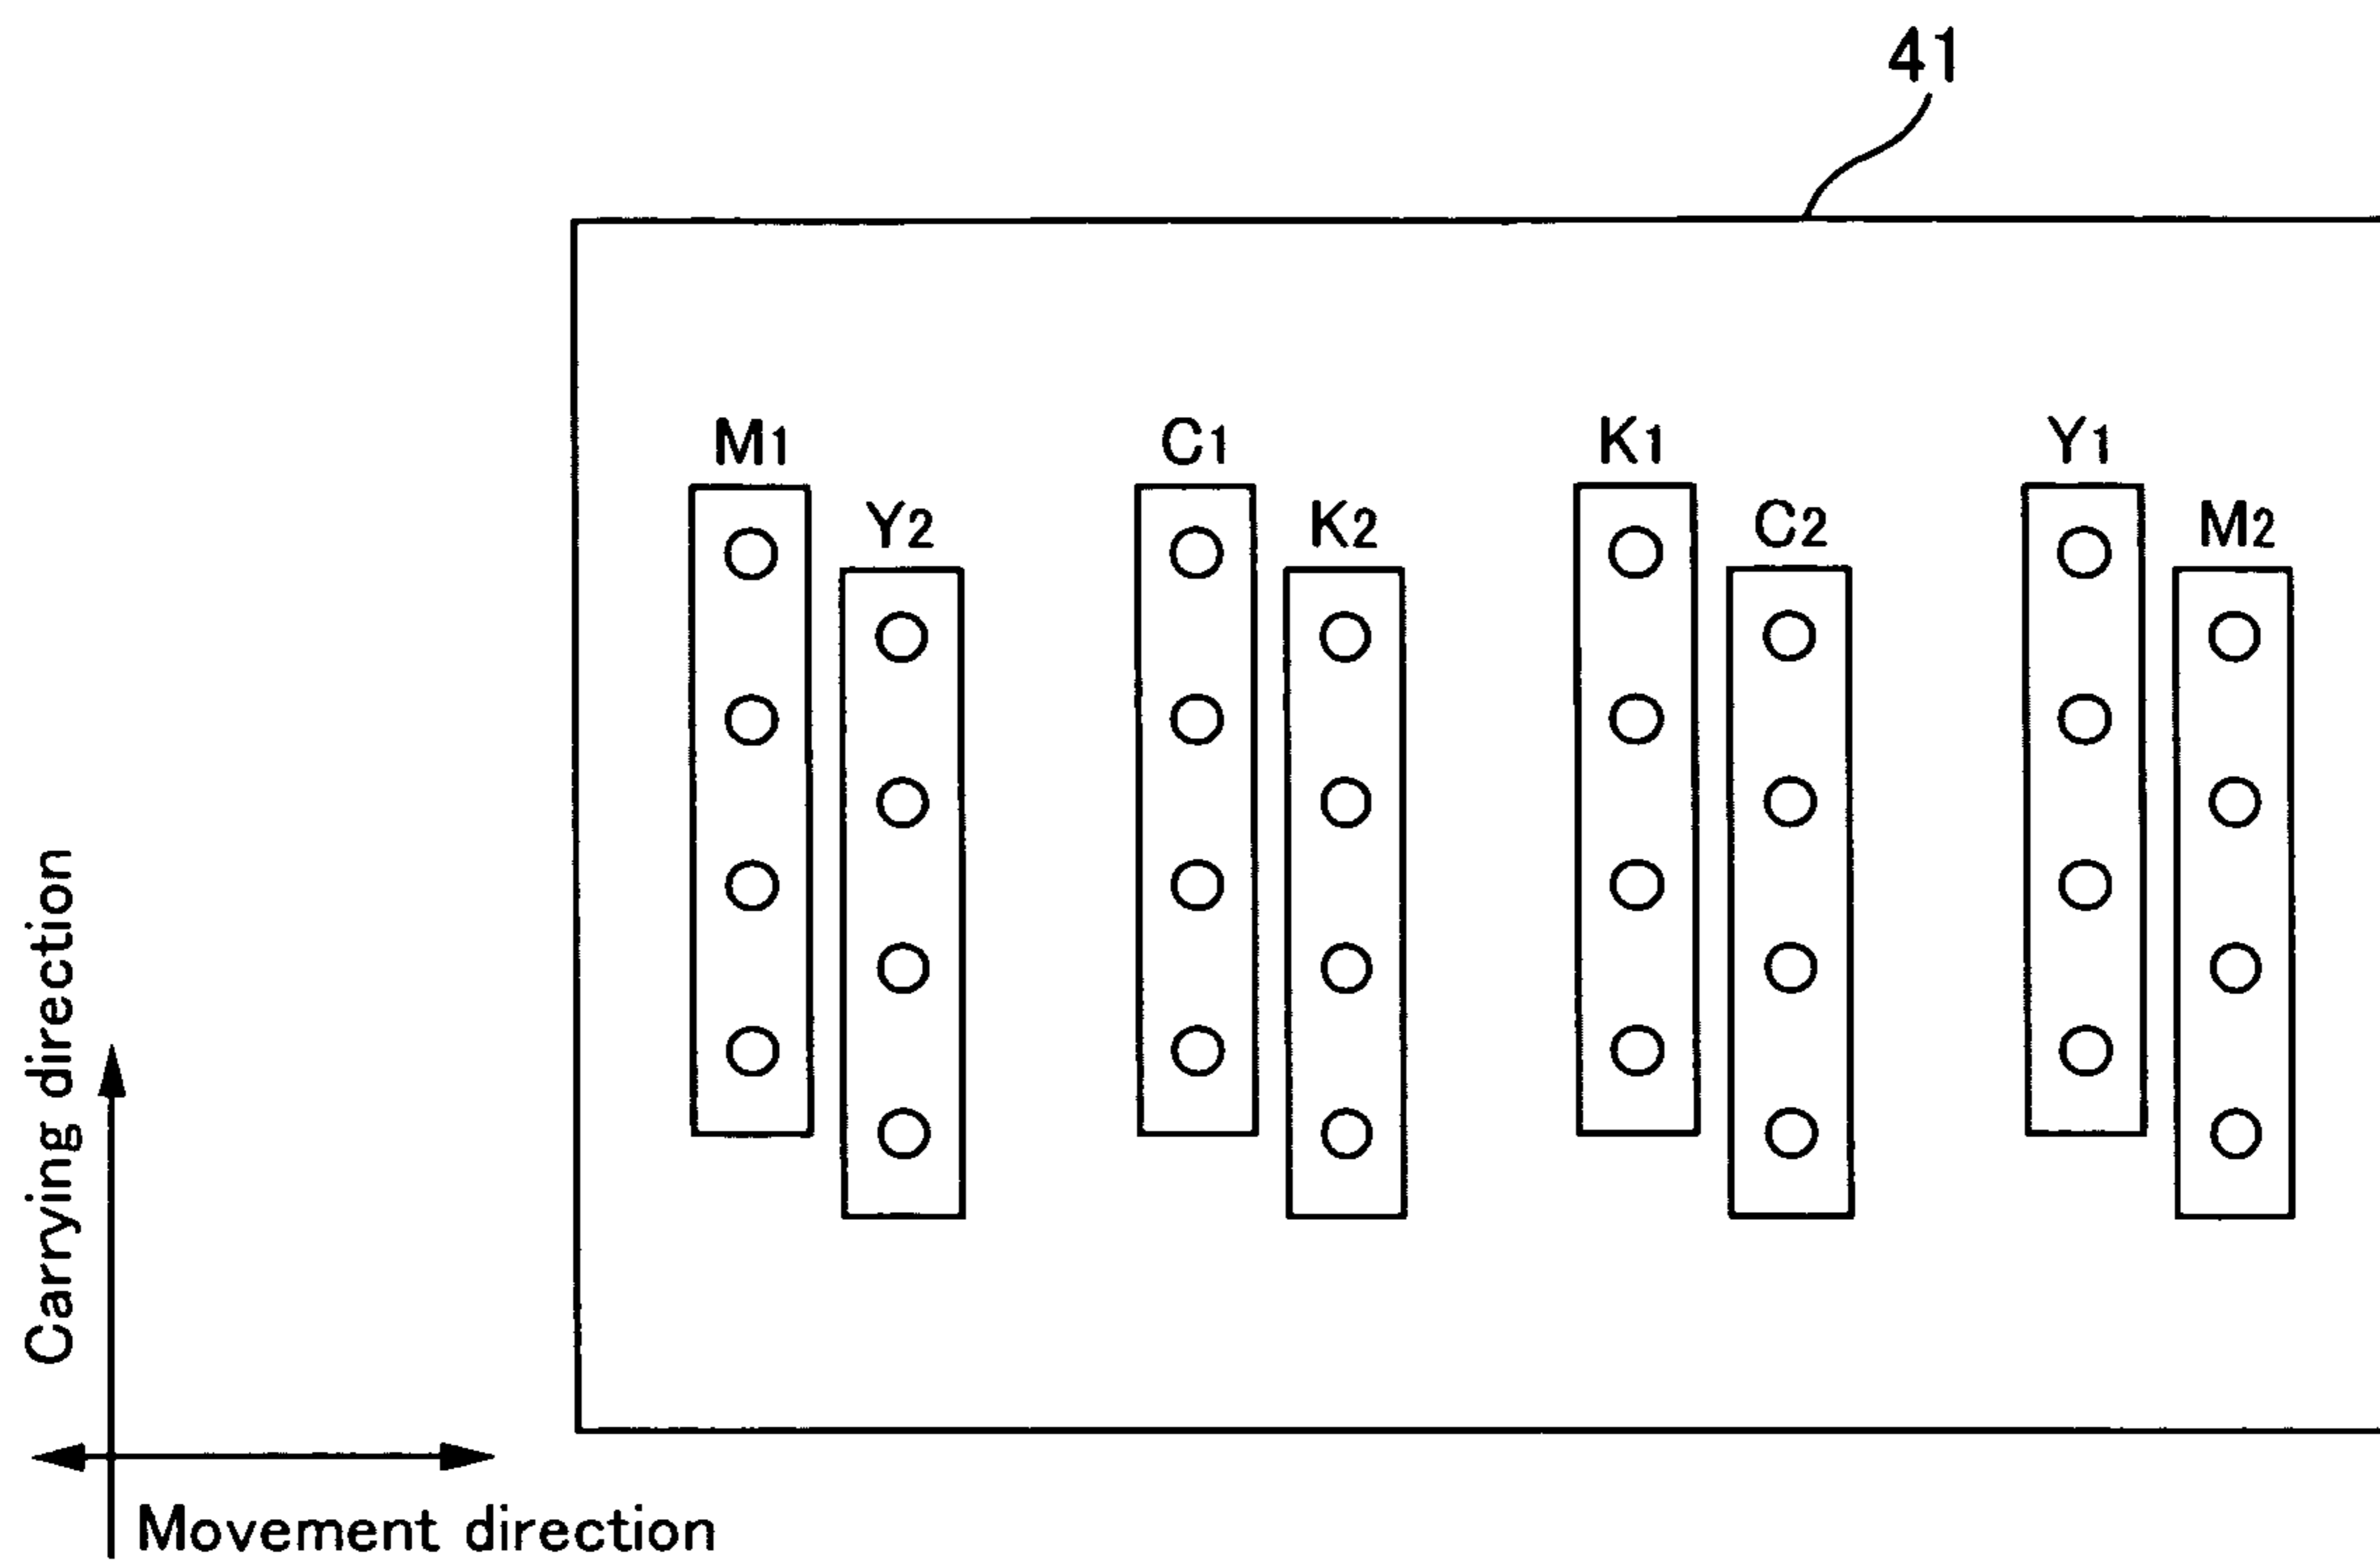 41
M1 C1 K1 Y1
Y2 K2 C2 M2
Carrying direction
Movement direction